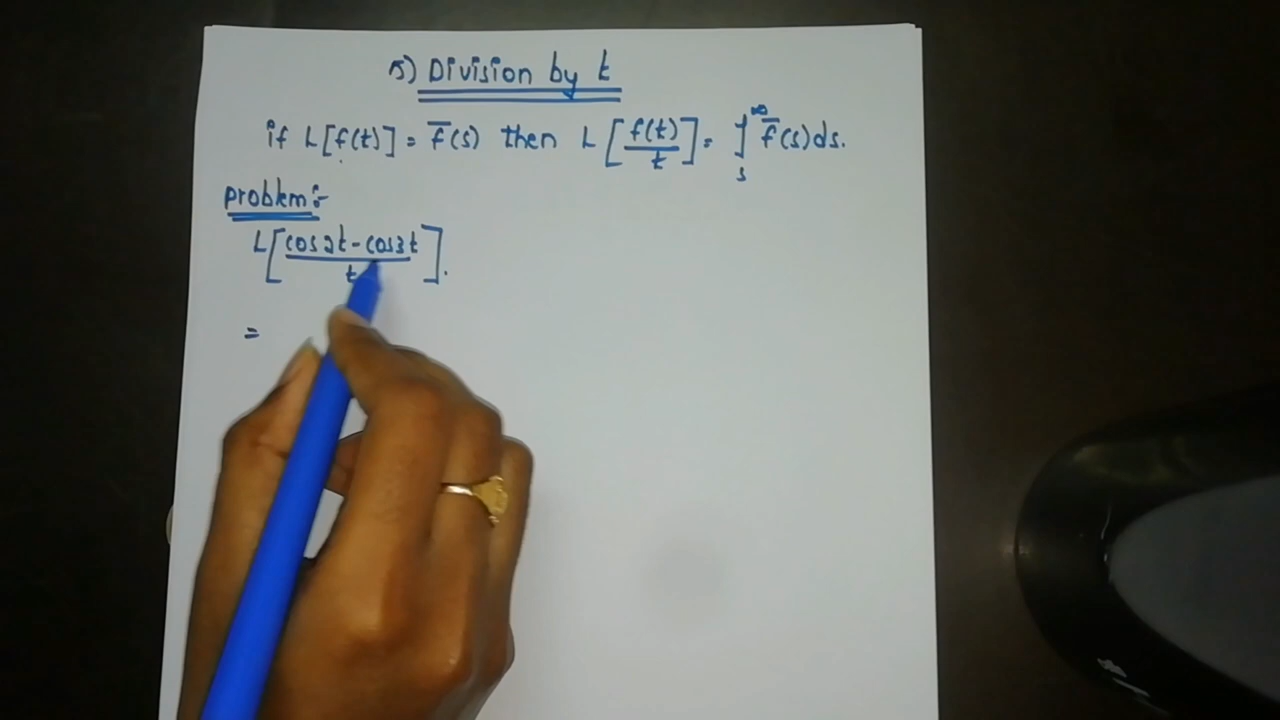 5) Division by t
if L[f(t)] = f̅(s) then L[f(t)/t] = ∫ₛ^∞ f̅(s)ds.
problem:-
L[cos2t - cos3t / t].
=